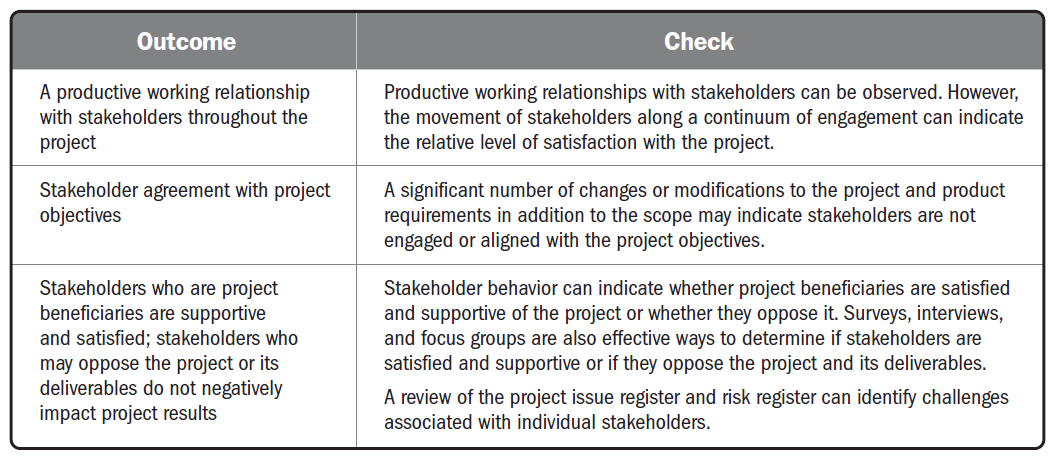 Outcome
Check
A productive working relationship
with stakeholders throughout the
project
Productive working relationships with stakeholders can be observed. However,
the movement of stakeholders along a continuum of engagement can indicate
the relative level of satisfaction with the project.
Stakeholder agreement with project
objectives
A significant number of changes or modifications to the project and product
requirements in addition to the scope may indicate stakeholders are not
engaged or aligned with the project objectives.
Stakeholders who are project
beneficiaries are supportive
and satisfied; stakeholders who
may oppose the project or its
deliverables do not negatively
impact project results
Stakeholder behavior can indicate whether project beneficiaries are satisfied
and supportive of the project or whether they oppose it. Surveys, interviews,
and focus groups are also effective ways to determine if stakeholders are
satisfied and supportive or if they oppose the project and its deliverables.
A review of the project issue register and risk register can identify challenges
associated with individual stakeholders.